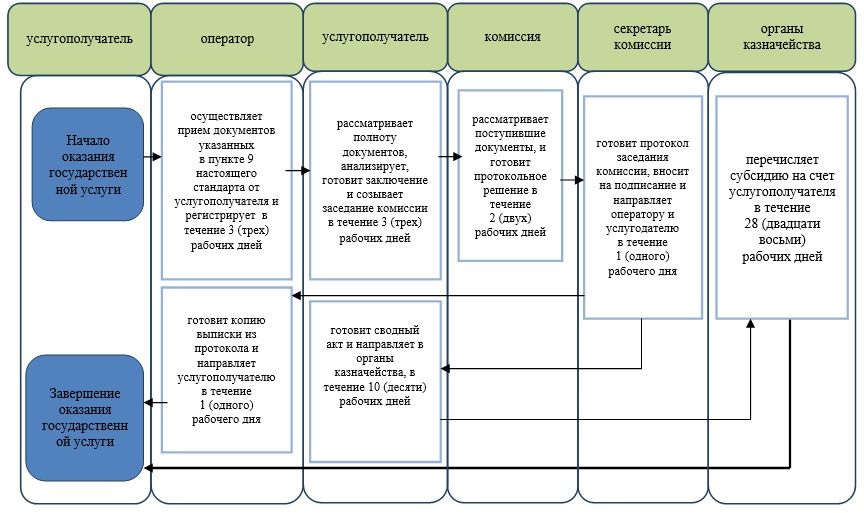 услугополучатель
оператор
услугополучатель
комиссия
секретарь
комиссии
органы
казначейства
Начало
оказания
государствен
ной услуги
осуществляет
прием документов
указанных
в пункте 9
настоящего
стандарта от
услугополучателя и
регистрирует в
течение 3 (трех)
рабочих дней
рассматривает
полноту
документов,
анализирует,
готовит заключение
и созывает
заседание комиссии
в течение 3 (трех)
рабочих дней
рассматривает
поступившие
документы, и
готовит
протокольное
решение в
течение
2 (двух)
рабочих дней
готовит протокол
заседания
комиссии, вносит
на подписание и
направляет
оператору и
услугодателю
в течение
1 (одного)
рабочего дня
перечисляет
субсидию на счет
услугополучателя
в течение
28 (двадцати
восьми)
рабочих дней
готовит копию
выписки из
протокола и
направляет
услугополучателю
в течение
1 (одного)
рабочего дня
готовит сводный
акт и направляет в
органы
казначейства, в
течение 10 (десяти)
рабочих дней
Завершение
оказания
государственн
ой услуги